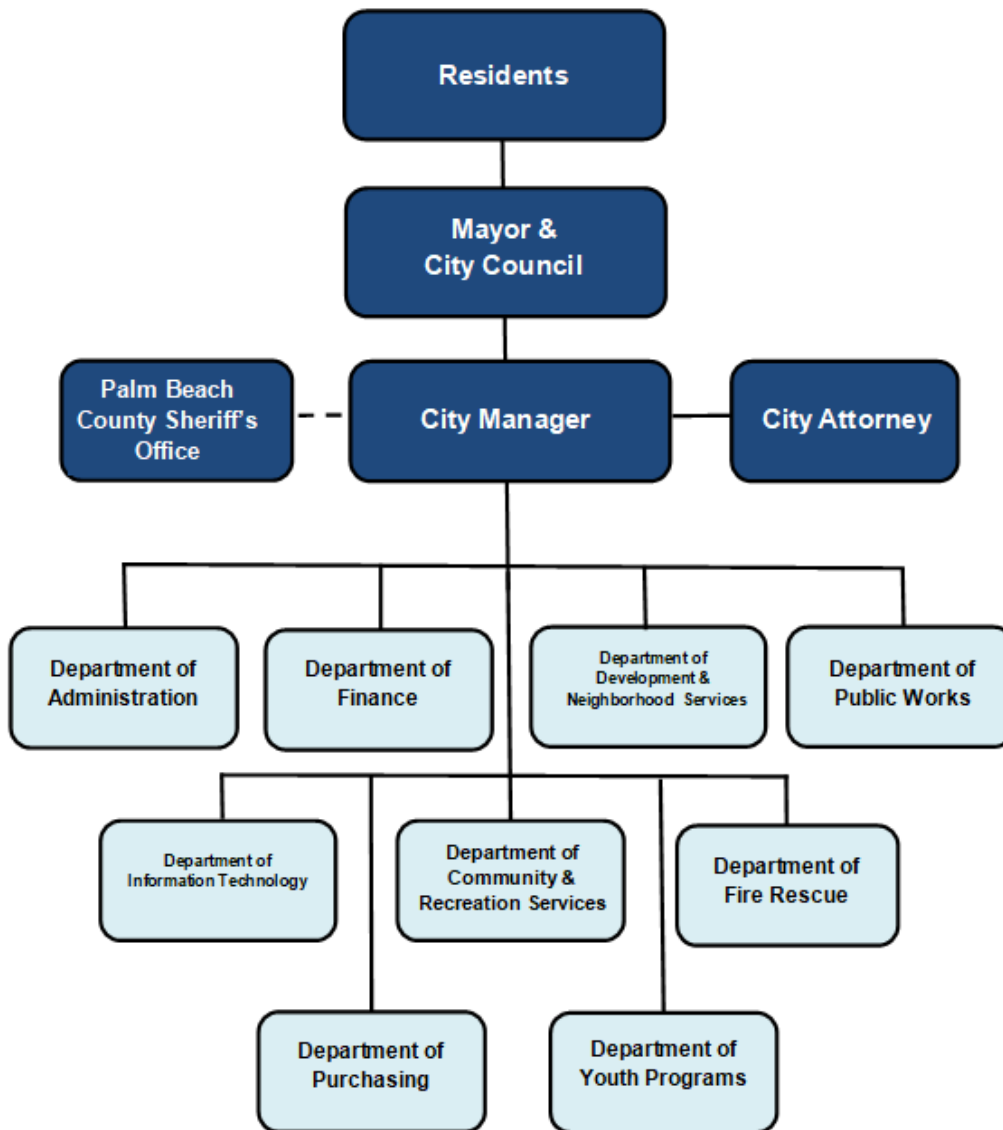 Residents
Mayor &
City Council
Palm Beach
County Sheriff's
Office
City Manager
City Attorney
Department of
Administration
Department of
Finance
Department of
Development &
Neighborhood Services
Department of
Public Works
Department of
Information Technology
Department of
Community &
Recreation Services
Department of
Fire Rescue
Department of
Purchasing
Department of
Youth Programs